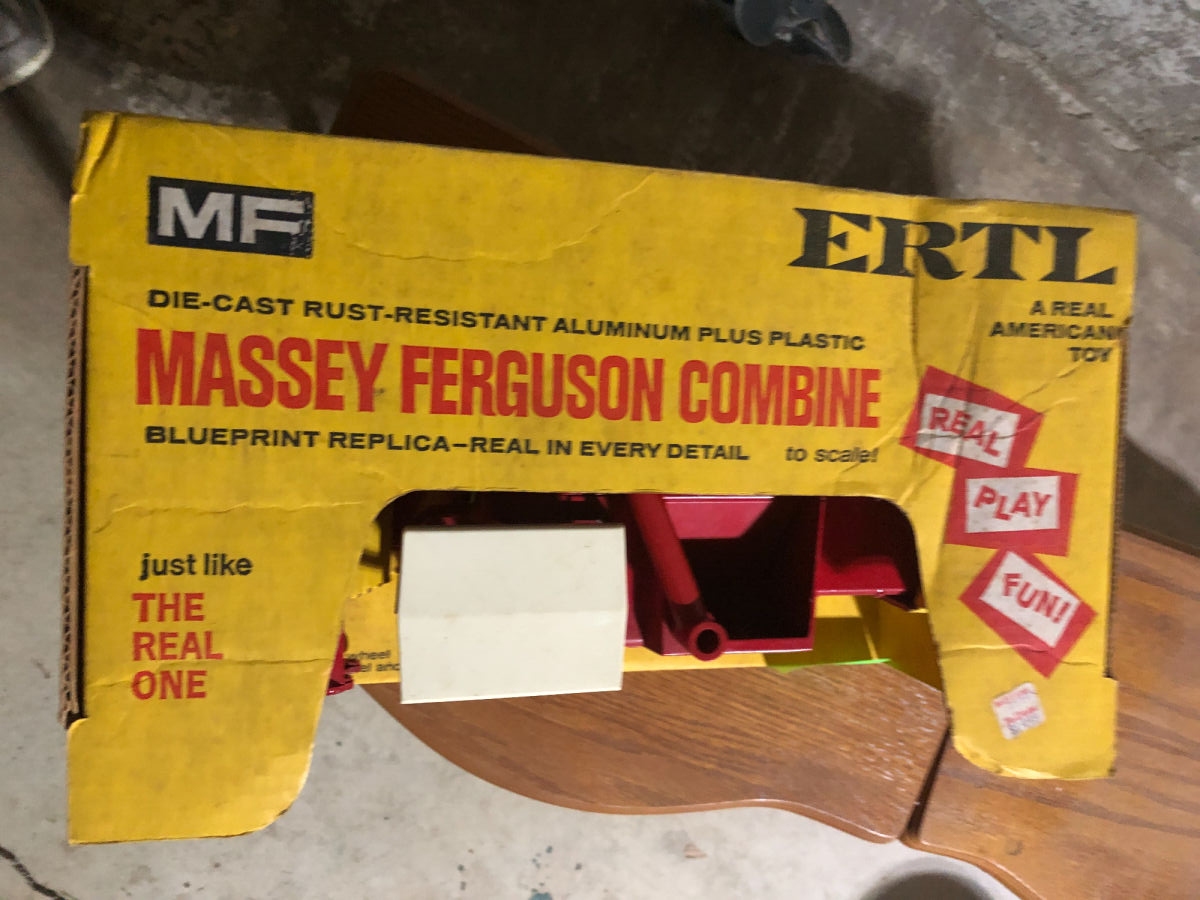 MF
ERTL
A REAL
AMERICAN
TOY
DIE-CAST RUST-RESISTANT ALUMINUM PLUS PLASTIC
MASSEY FERGUSON COMBINE
BLUEPRINT REPLICA–REAL IN EVERY DETAIL to scale!
REAL
PLAY
FUN!
just like
THE
REAL
ONE
wheel